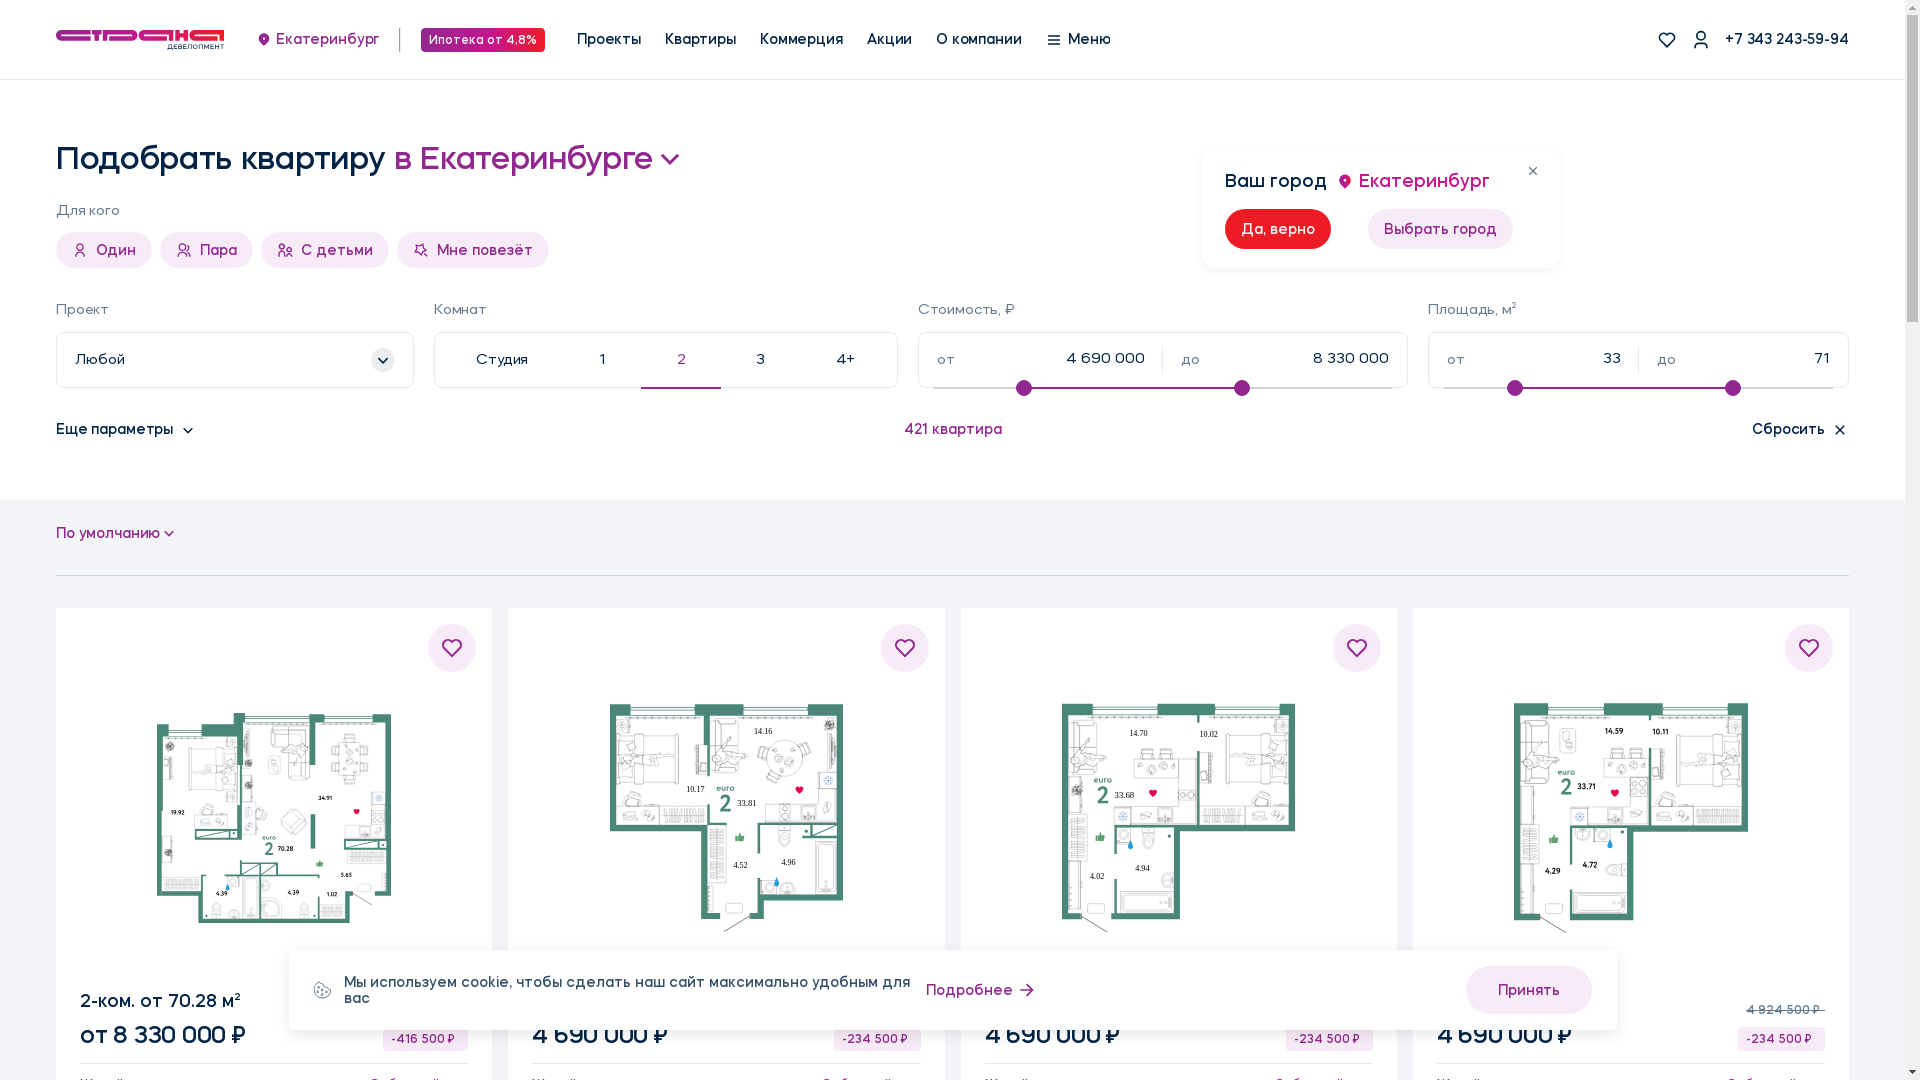 страна
ДЕВЕЛОПМЕНТ
Екатеринбург
Ипотека от 4,8%
Проекты
Квартиры
Коммерция
Акции
О компании
Меню
+7 343 243-59-94
Подобрать квартиру в Екатеринбурге
Ваш город Екатеринбург
Да, верно
Выбрать город
Для кого
Один
Пара
С детьми
Мне повезёт
Проект
Комнат
Стоимость, ₽
Площадь, м²
Любой
Студия 1 2 3 4+
от 4 690 000 до 8 330 000
от 33 до 71
Еще параметры
421 квартира
Сбросить
По умолчанию
19.92
34.91
euro
2 70.28
5.65
4.39
4.39
1.02
14.16
10.17
euro
2 33.81
4.52
4.96
14.70
10.02
euro
2 33.68
4.02
4.94
14.59
10.11
euro
2 33.71
4.29
4.72
2-ком. от 70.28 м²
от 8 330 000 ₽
-416 500 ₽
4 690 000 ₽
-234 500 ₽
4 690 000 ₽
-234 500 ₽
4 924 500 ₽
4 690 000 ₽
-234 500 ₽
Мы используем cookie, чтобы сделать наш сайт максимально удобным для
вас
Подробнее
Принять